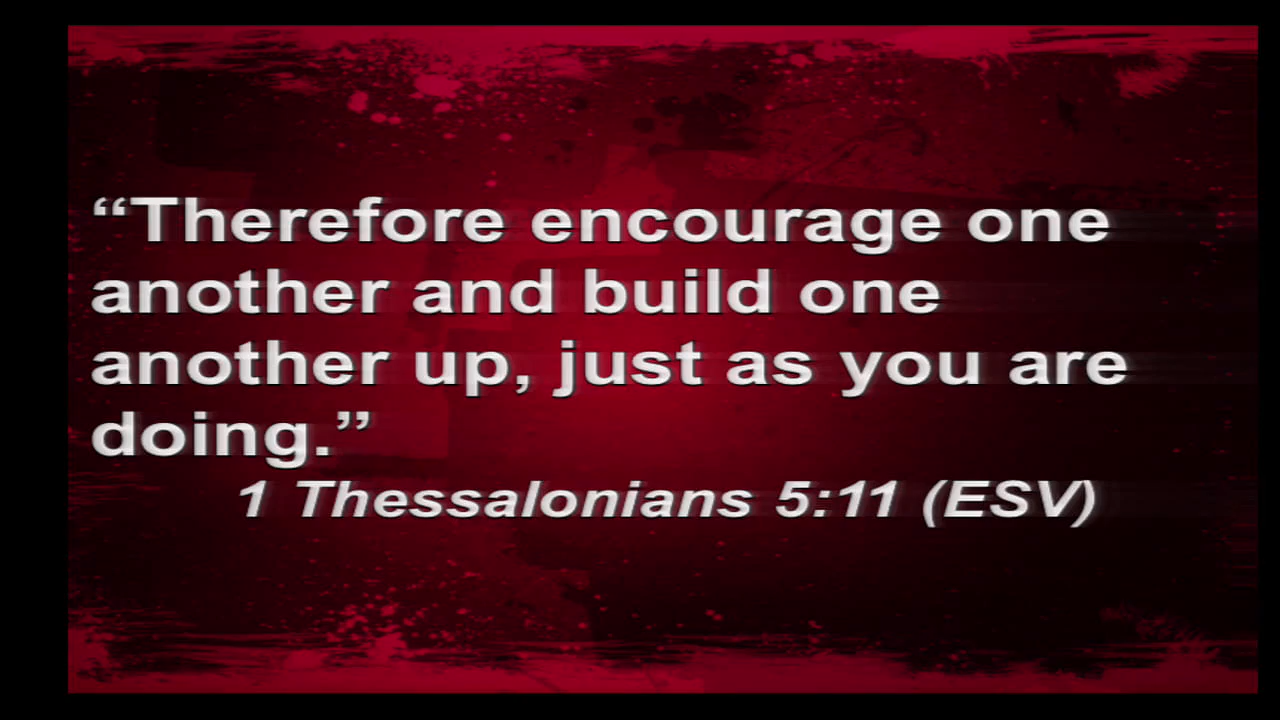 “Therefore encourage one
another and build one
another up, just as you are
doing.”
1 Thessalonians 5:11 (ESV)